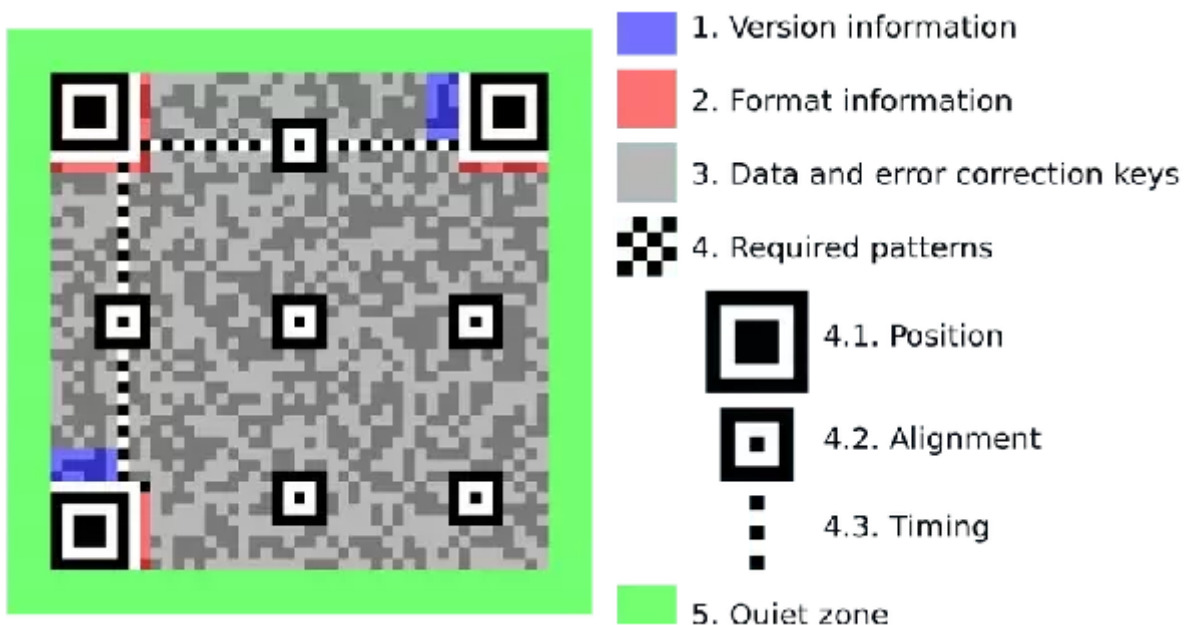 1. Version information
2. Format information
3. Data and error correction keys
4. Required patterns
4.1. Position
4.2. Alignment
4.3. Timing
5. Quiet zone